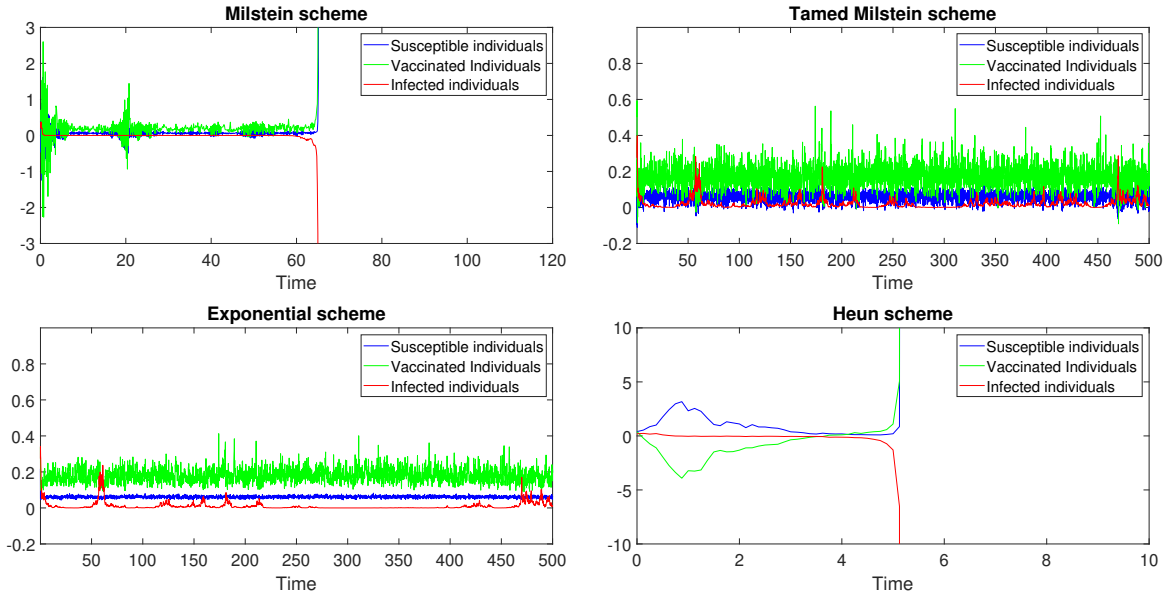 Milstein scheme
3
2
1
0
-1
-2
-3
0 20 40 60 80 100 120
Time
Susceptible individuals
Vaccinated Individuals
Infected individuals
Tamed Milstein scheme
0.8
0.6
0.4
0.2
0
-0.2
50 100 150 200 250 300 350 400 450 500
Time
Susceptible individuals
Vaccinated Individuals
Infected individuals
Exponential scheme
0.8
0.6
0.4
0.2
0
-0.2
50 100 150 200 250 300 350 400 450 500
Time
Susceptible individuals
Vaccinated Individuals
Infected individuals
Heun scheme
10
5
0
-5
-10
0 2 4 6 8 10
Time
Susceptible individuals
Vaccinated Individuals
Infected individuals